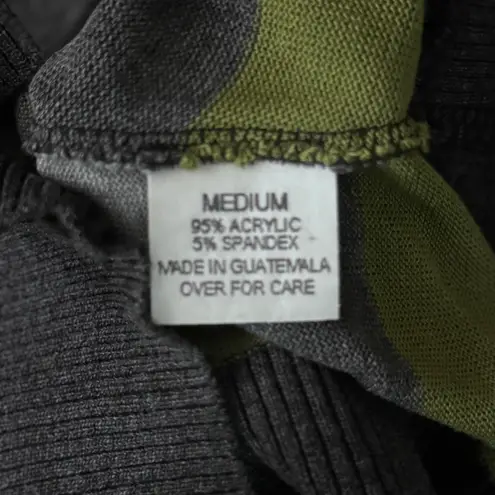 MEDIUM
95% ACRYLIC
5% SPANDEX
MADE IN GUATEMALA
OVER FOR CARE